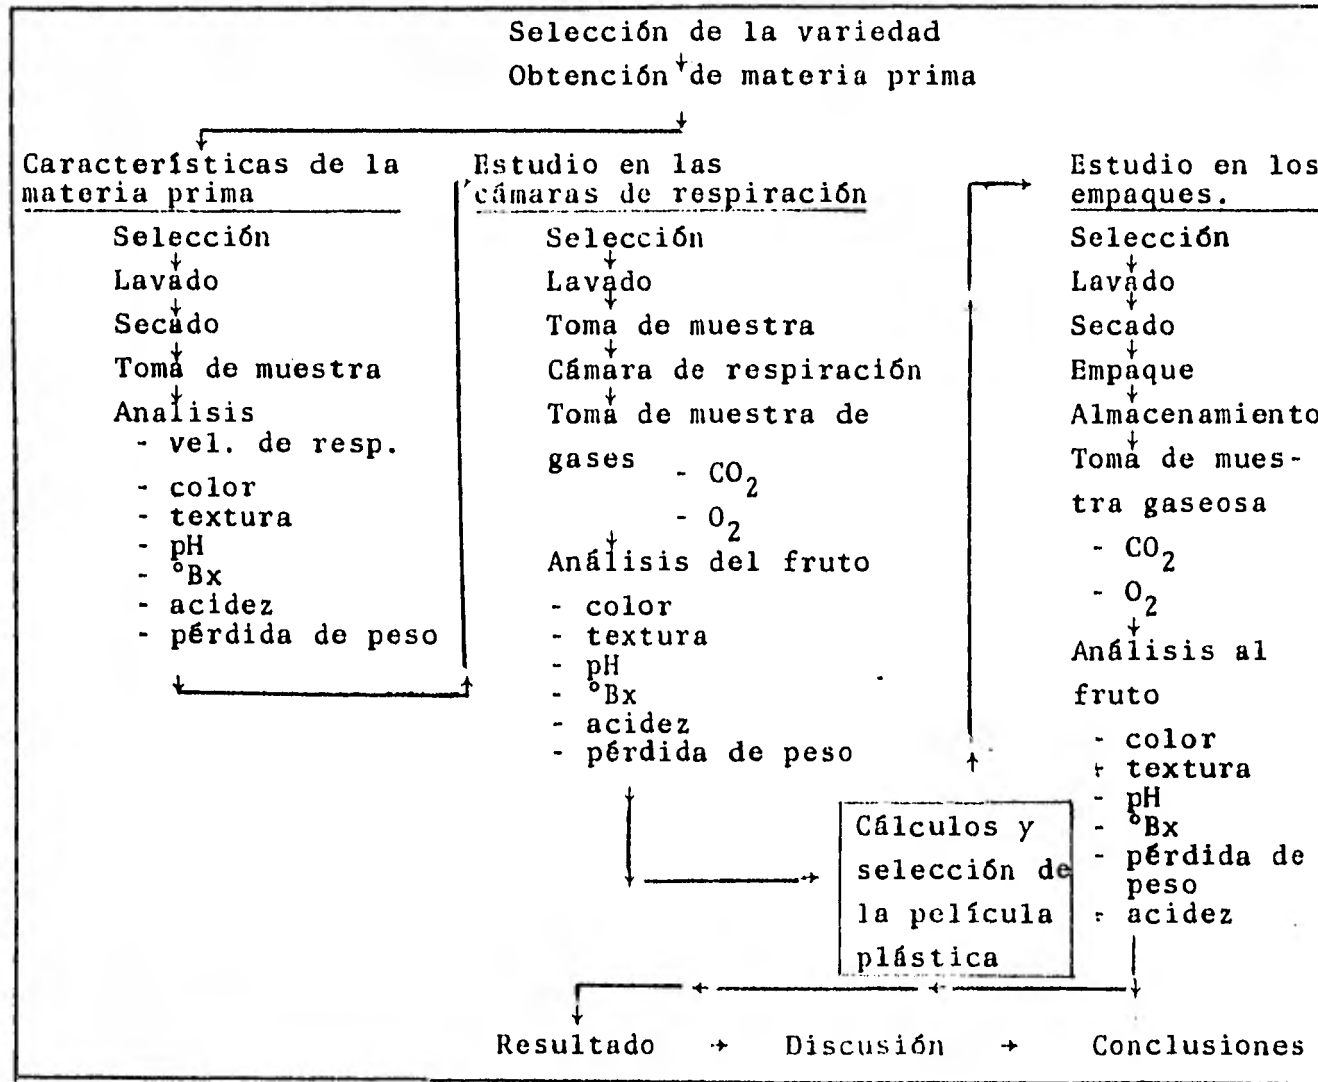 Selección de la variedad
↓
Obtención de materia prima
↓
Características de la
materia prima
Selección
↓
Lavado
↓
Secado
↓
Toma de muestra
↓
Analisis
- vel. de resp.
- color
- textura
- pH
- °Bx
- acidez
- pérdida de peso
Estudio en las
cámaras de respiración
Selección
↓
Lavado
↓
Toma de muestra
↓
Cámara de respiración
↓
Toma de muestra de
gases
- CO₂
- O₂
↓
Análisis del fruto
- color
- textura
- pH
- °Bx
- acidez
- pérdida de peso
Cálculos y
selección de
la película
plástica
Estudio en los
empaques.
Selección
↓
Lavado
↓
Secado
↓
Empaque
↓
Almacenamiento
↓
Toma de mues-
tra gaseosa
- CO₂
- O₂
↓
Análisis al
fruto
- color
- textura
- pH
- °Bx
- pérdida de
peso
- acidez
Resultado → Discusión → Conclusiones